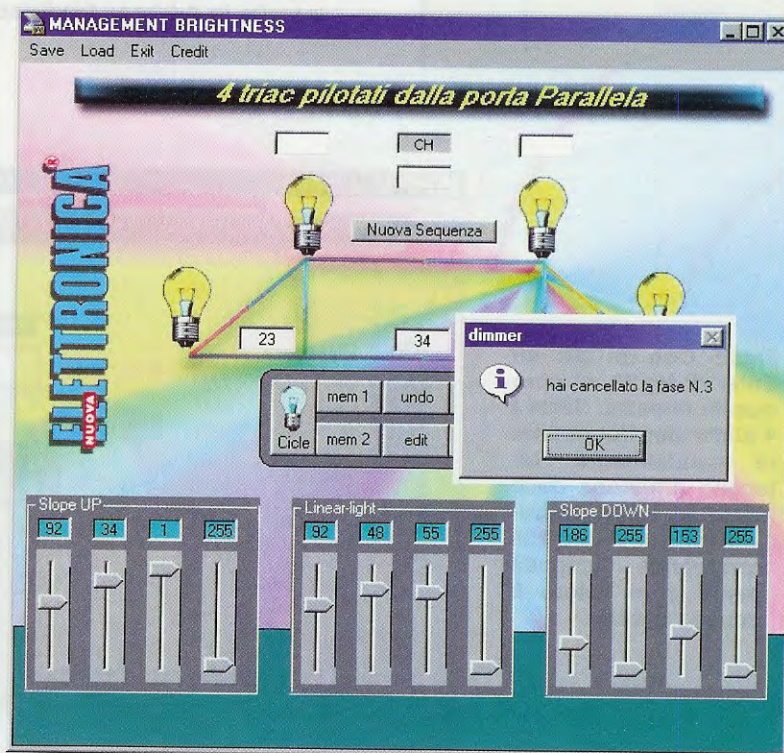 MANAGEMENT BRIGHTNESS
Save Load Exit Credit
4 triac pilotati dalla porta Parallela
CH
NUOVA ELETTRONICA®
Nuova Sequenza
23
34
dimmer
hai cancellato la fase N.3
OK
mem 1
undo
Cicle
mem 2
edit
Slope UP
92 34 1 255
Linear-light
92 48 55 255
Slope DOWN
186 255 153 255